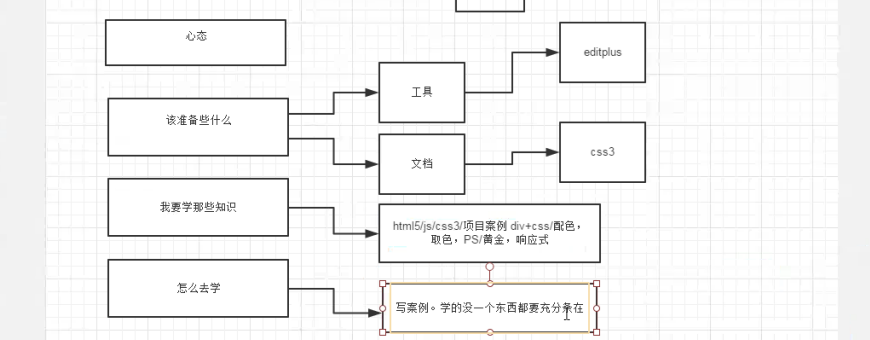 心态
editplus
工具
该准备些什么
css3
文档
我要学那些知识
html5/js/css3/项目案例 div+css/配色，
取色，PS/黄金，响应式
怎么去学
写案例。学的没一个东西都要充分条在